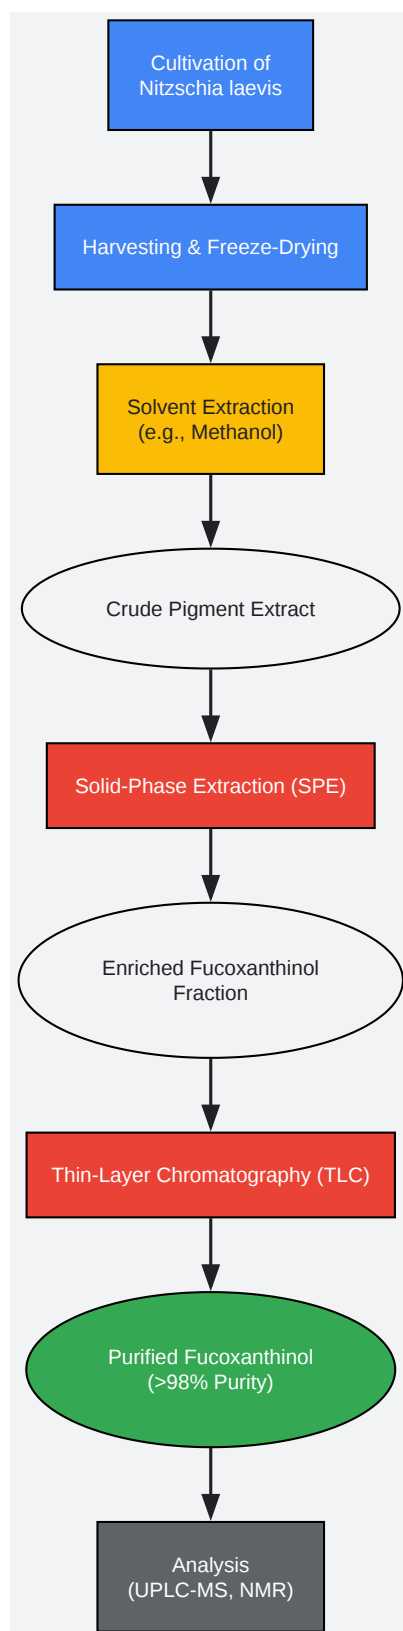 Cultivation of
Nitzschia laevis
Harvesting & Freeze-Drying
Solvent Extraction
(e.g., Methanol)
Crude Pigment Extract
Solid-Phase Extraction (SPE)
Enriched Fucoxanthinol
Fraction
Thin-Layer Chromatography (TLC)
Purified Fucoxanthinol
(>98% Purity)
Analysis
(UPLC-MS, NMR)